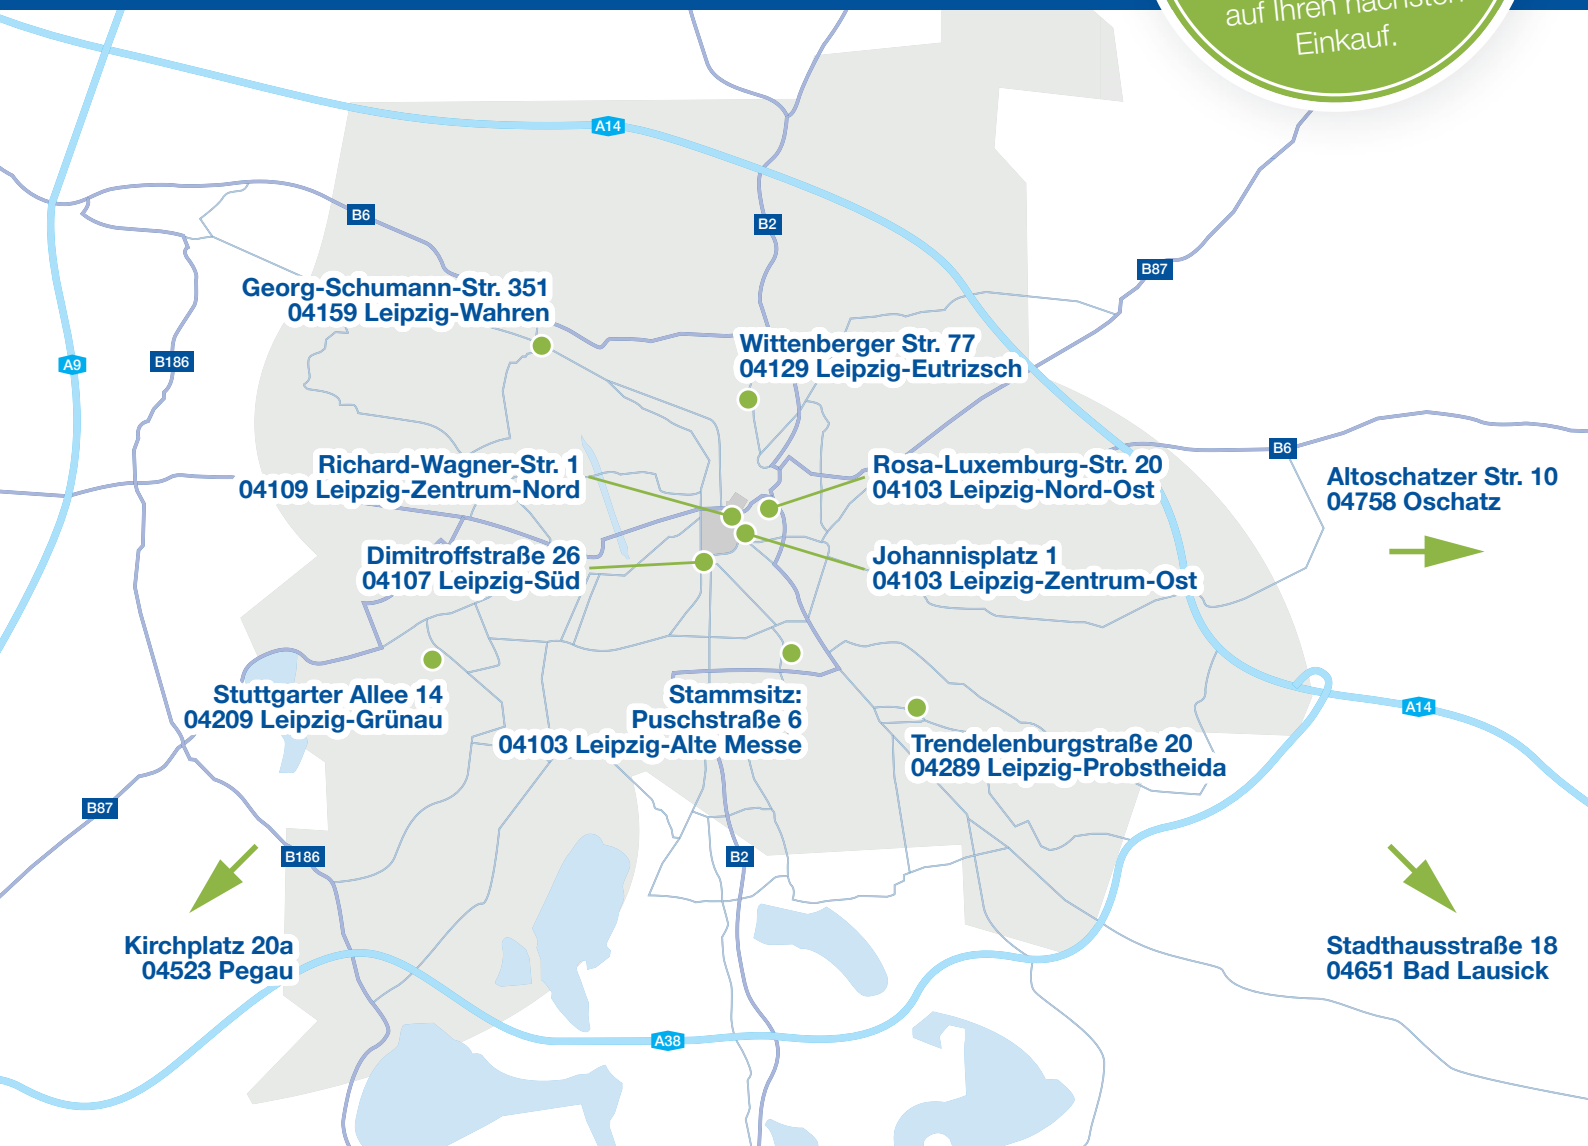 auf Ihren nächsten
Einkauf.
A14
B6
B2
B87
Georg-Schumann-Str. 351
04159 Leipzig-Wahren
A9
B186
Wittenberger Str. 77
04129 Leipzig-Eutrizsch
B6
Richard-Wagner-Str. 1
04109 Leipzig-Zentrum-Nord
Rosa-Luxemburg-Str. 20
04103 Leipzig-Nord-Ost
Altoschatzer Str. 10
04758 Oschatz
Dimitroffstraße 26
04107 Leipzig-Süd
Johannisplatz 1
04103 Leipzig-Zentrum-Ost
Stuttgarter Allee 14
04209 Leipzig-Grünau
Stammsitz:
Puschstraße 6
04103 Leipzig-Alte Messe
A14
Trendelenburgstraße 20
04289 Leipzig-Probstheida
B87
B186
B2
Kirchplatz 20a
04523 Pegau
Stadthausstraße 18
04651 Bad Lausick
A38